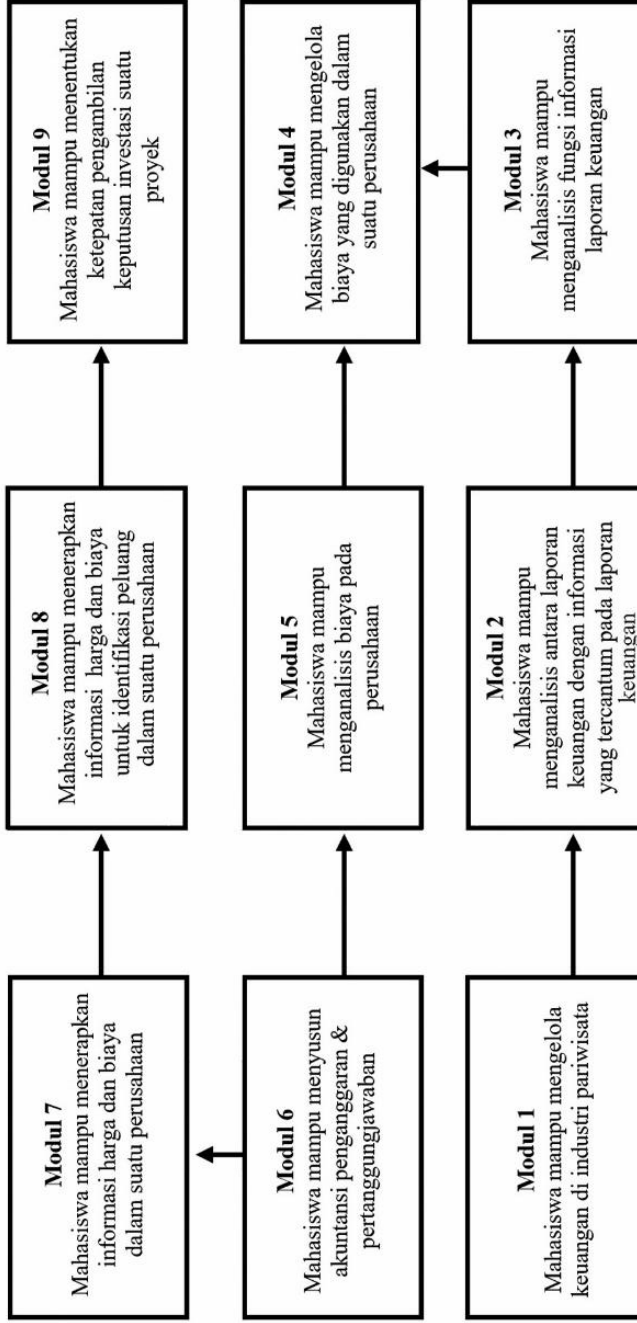 Modul 7
Mahasiswa mampu menerapkan
informasi harga dan biaya
dalam suatu perusahaan
Modul 8
Mahasiswa mampu menerapkan
informasi harga dan biaya
untuk identifikasi peluang
dalam suatu perusahaan
Modul 9
Mahasiswa mampu menentukan
ketepatan pengambilan
keputusan investasi suatu
proyek
Modul 6
Mahasiswa mampu menyusun
akuntansi penganggaran &
pertanggungjawaban
Modul 5
Mahasiswa mampu
menganalisis biaya pada
perusahaan
Modul 4
Mahasiswa mampu mengelola
biaya yang digunakan dalam
suatu perusahaan
Modul 1
Mahasiswa mampu mengelola
keuangan di industri pariwisata
Modul 2
Mahasiswa mampu
menganalisis antara laporan
keuangan dengan informasi
yang tercantum pada laporan
keuangan
Modul 3
Mahasiswa mampu
menganalisis fungsi informasi
laporan keuangan